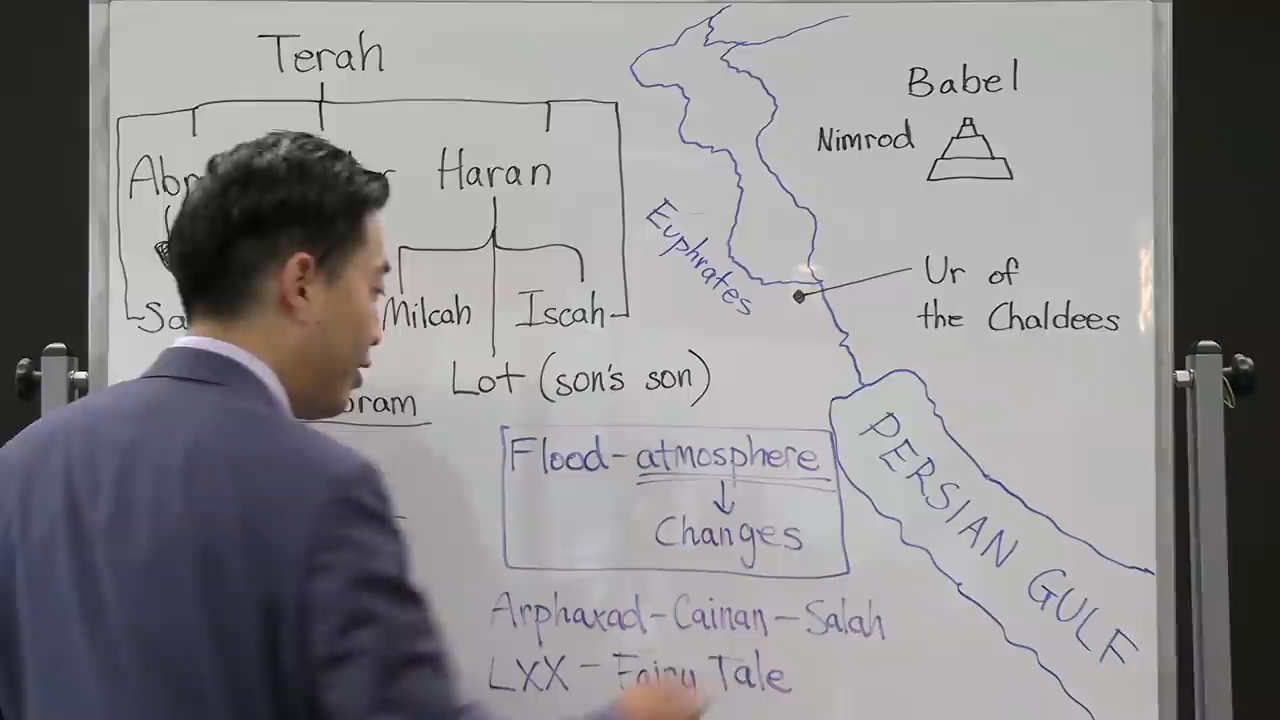 Terah
Haran
Milcah
Iscah
Lot (son's son)
Flood - atmosphere
Changes
Arphaxad - Cainan - Salah
LXX - Fairy Tale
Euphrates
Babel
Nimrod
Ur of
the Chaldees
PERSIAN GULF